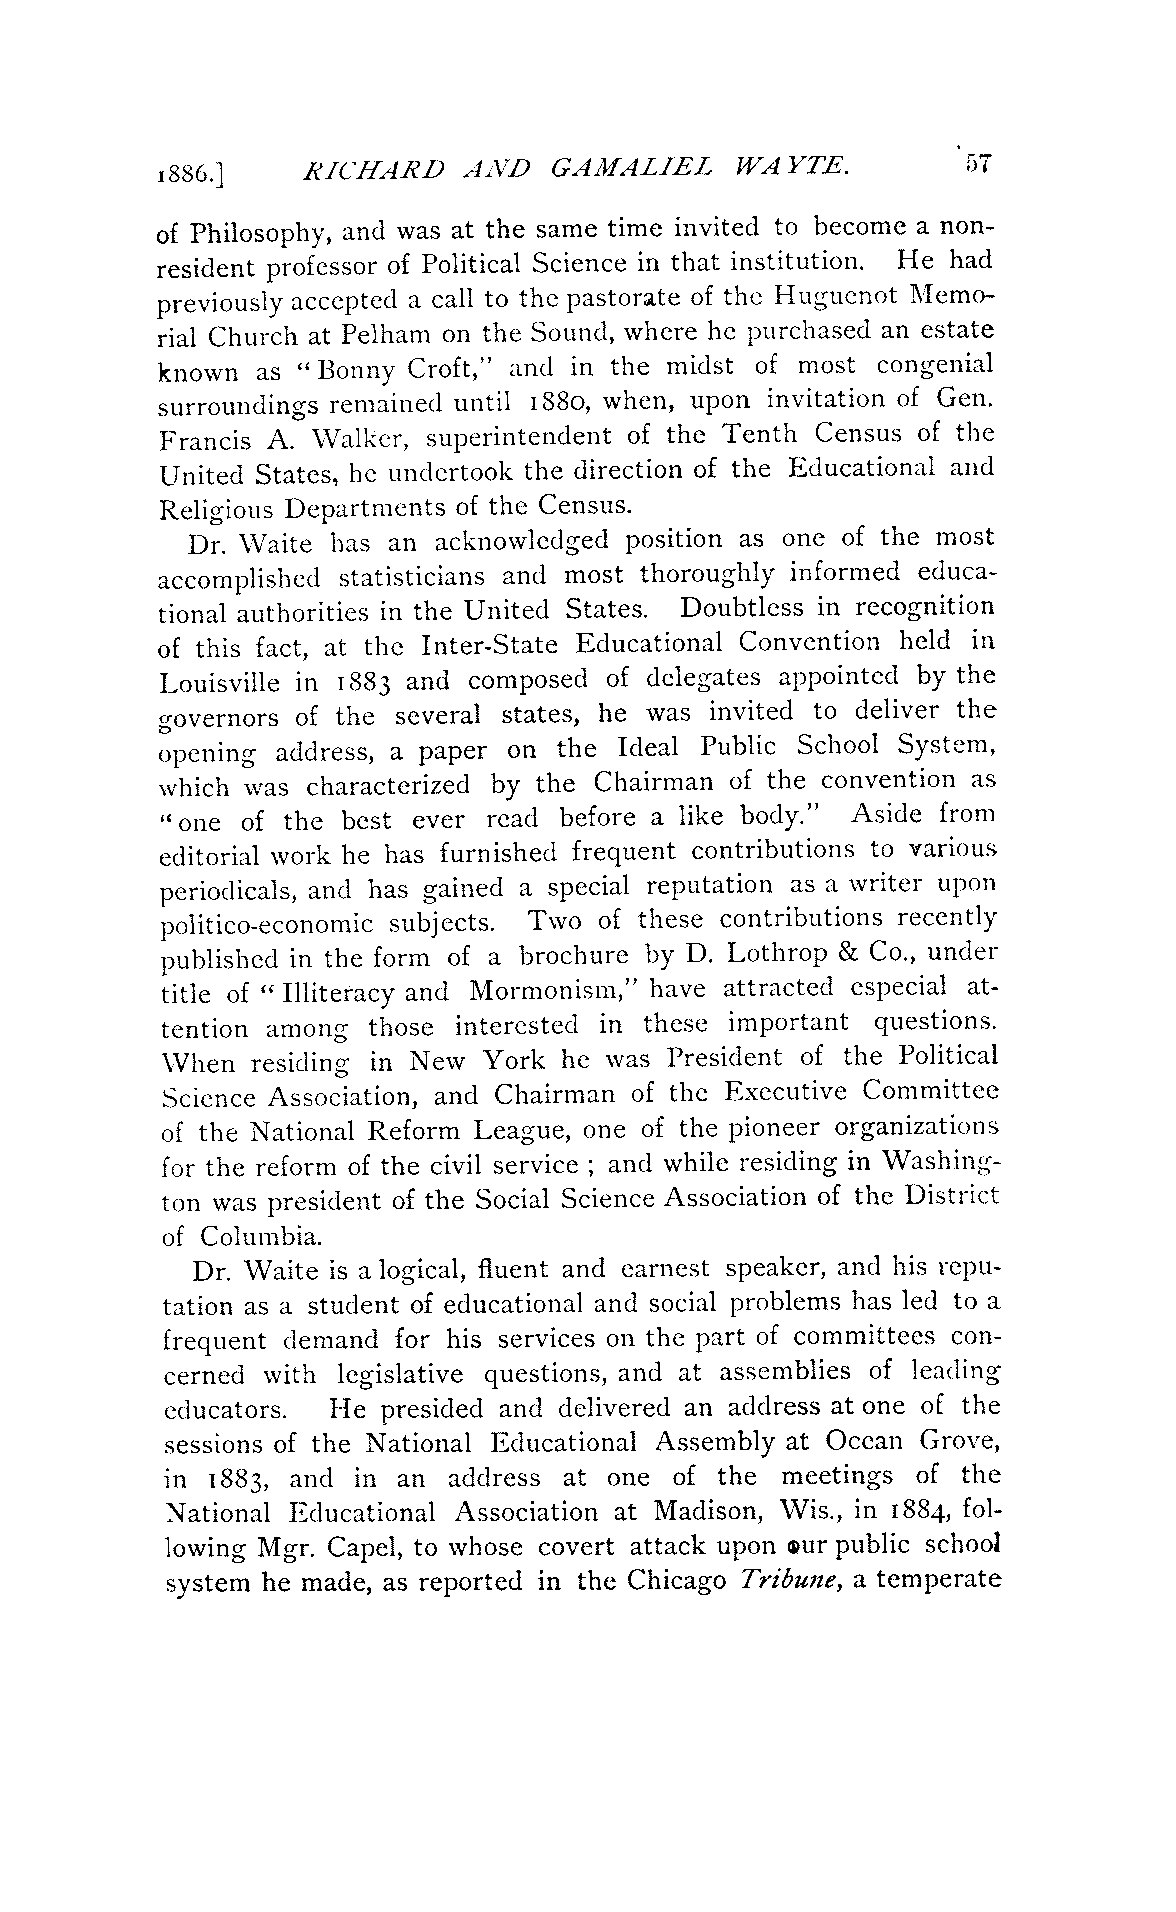 1886.] RICHARD AND GAMALIEL WAYTE. 57
of Philosophy, and was at the same time invited to become a non-
resident professor of Political Science in that institution. He had
previously accepted a call to the pastorate of the Huguenot Memo-
rial Church at Pelham on the Sound, where he purchased an estate
known as "Bonny Croft," and in the midst of most congenial
surroundings remained until 1880, when, upon invitation of Gen.
Francis A. Walker, superintendent of the Tenth Census of the
United States, he undertook the direction of the Educational and
Religious Departments of the Census.
Dr. Waite has an acknowledged position as one of the most
accomplished statisticians and most thoroughly informed educa-
tional authorities in the United States. Doubtless in recognition
of this fact, at the Inter-State Educational Convention held in
Louisville in 1883 and composed of delegates appointed by the
governors of the several states, he was invited to deliver the
opening address, a paper on the Ideal Public School System,
which was characterized by the Chairman of the convention as
"one of the best ever read before a like body." Aside from
editorial work he has furnished frequent contributions to various
periodicals, and has gained a special reputation as a writer upon
politico-economic subjects. Two of these contributions recently
published in the form of a brochure by D. Lothrop & Co., under
title of "Illiteracy and Mormonism," have attracted especial at-
tention among those interested in these important questions.
When residing in New York he was President of the Political
Science Association, and Chairman of the Executive Committee
of the National Reform League, one of the pioneer organizations
for the reform of the civil service ; and while residing in Washing-
ton was president of the Social Science Association of the District
of Columbia.
Dr. Waite is a logical, fluent and earnest speaker, and his repu-
tation as a student of educational and social problems has led to a
frequent demand for his services on the part of committees con-
cerned with legislative questions, and at assemblies of leading
educators. He presided and delivered an address at one of the
sessions of the National Educational Assembly at Ocean Grove,
in 1883, and in an address at one of the meetings of the
National Educational Association at Madison, Wis., in 1884, fol-
lowing Mgr. Capel, to whose covert attack upon our public school
system he made, as reported in the Chicago Tribune, a temperate